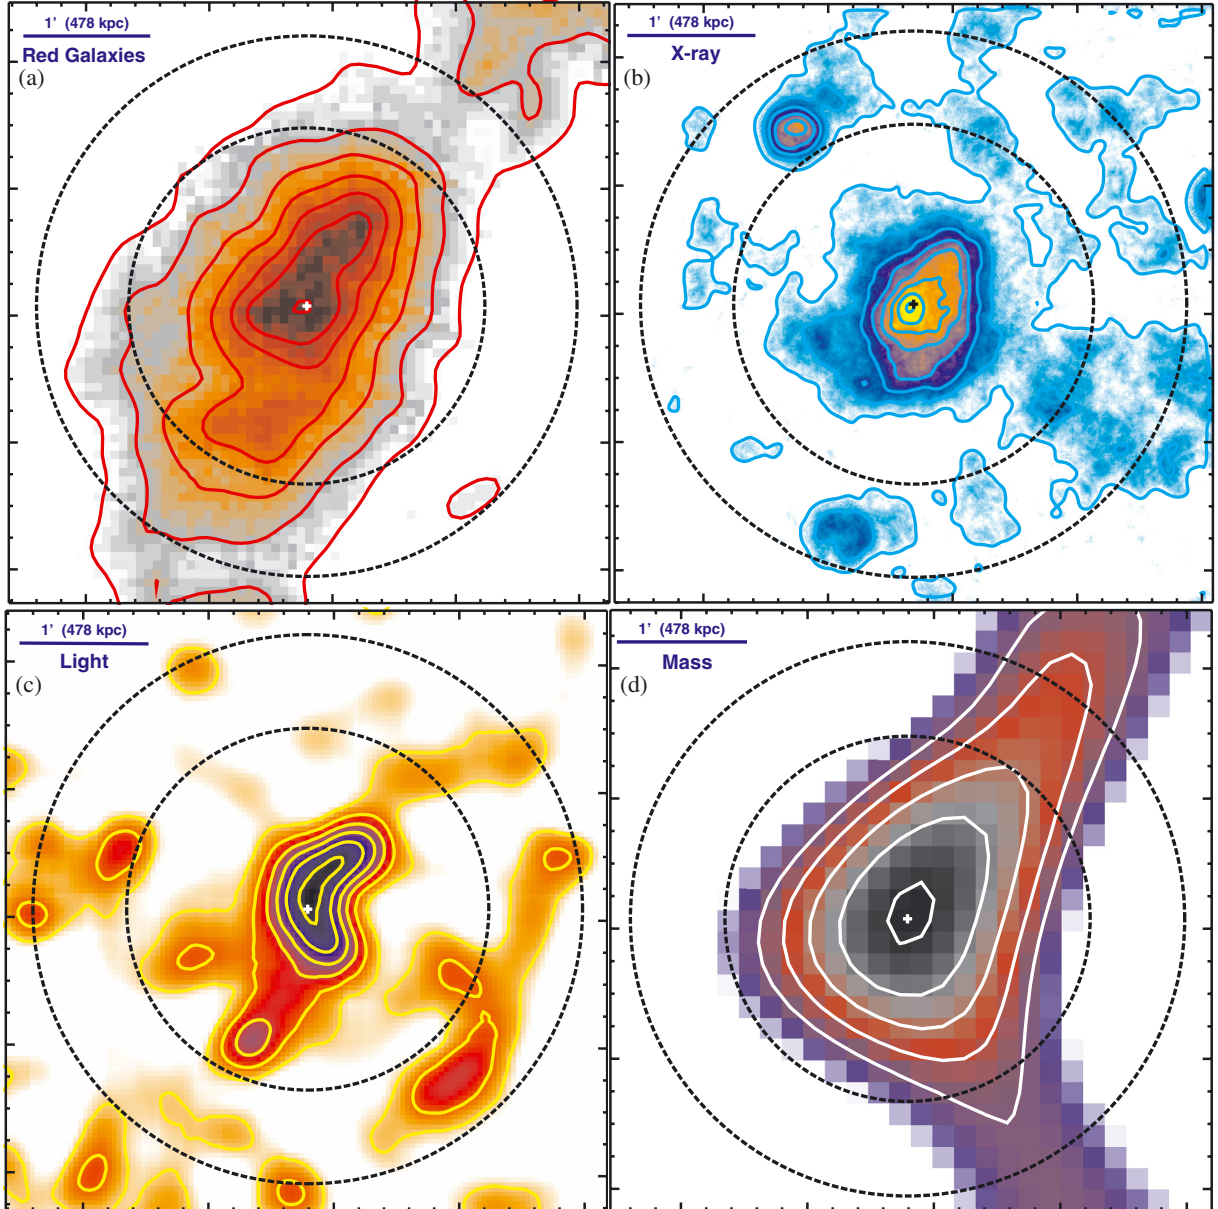 1' (478 kpc)
Red Galaxies
(a)
1' (478 kpc)
X-ray
(b)
1' (478 kpc)
Light
(c)
1' (478 kpc)
Mass
(d)